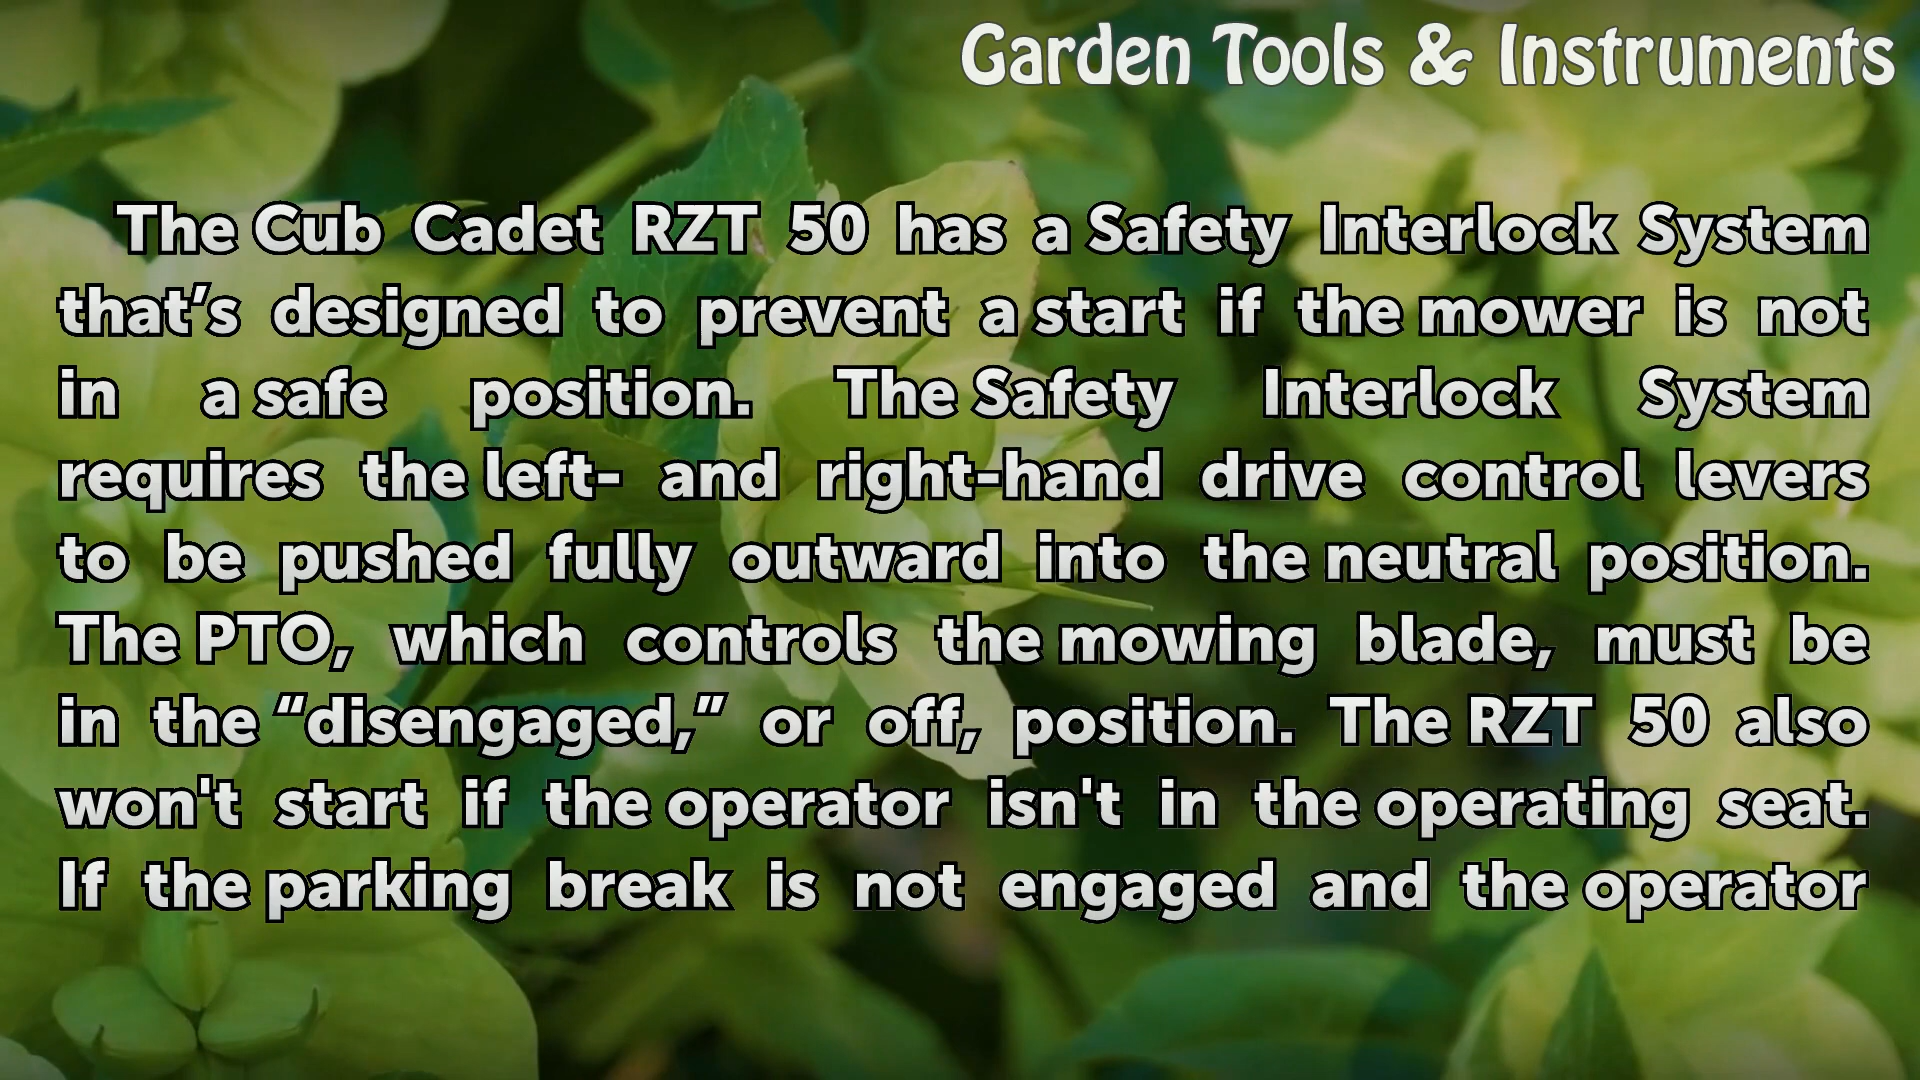 Garden Tools & Instruments
The Cub Cadet RZT 50 has a Safety Interlock System
that’s designed to prevent a start if the mower is not
in a safe position. The Safety Interlock System
requires the left- and right-hand drive control levers
to be pushed fully outward into the neutral position.
The PTO, which controls the mowing blade, must be
in the “disengaged,” or off, position. The RZT 50 also
won't start if the operator isn't in the operating seat.
If the parking break is not engaged and the operator